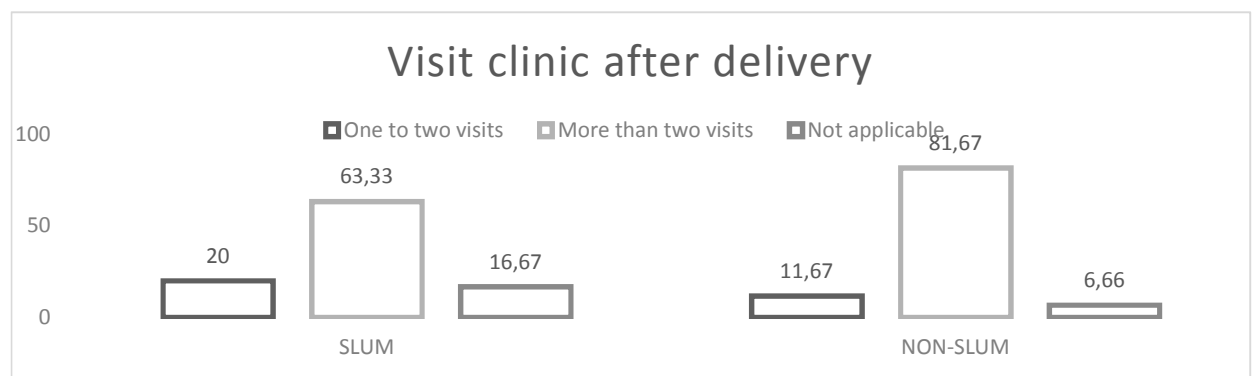 Visit clinic after delivery
One to two visits More than two visits Not applicable
100
81,67
63,33
50
20 16,67 11,67 6,66
0
SLUM NON-SLUM